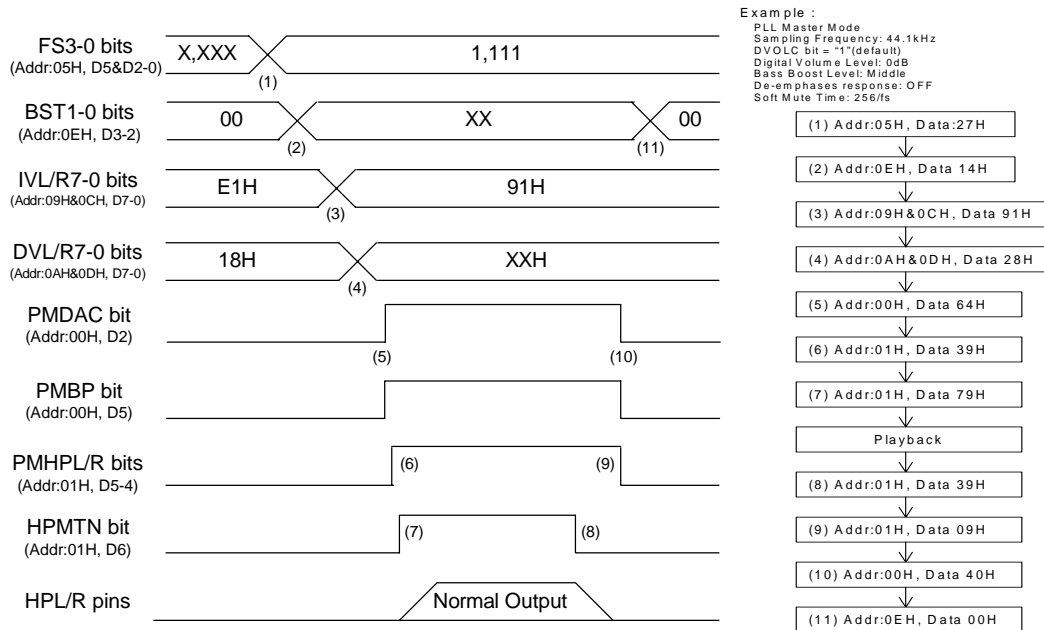 FS3-0 bits
(Addr:05H, D5&D2-0)
X,XXX
1,111
(1)
BST1-0 bits
(Addr:0EH, D3-2)
00
XX
00
(2)
(11)
IVL/R7-0 bits
(Addr:09H&0CH, D7-0)
E1H
91H
(3)
DVL/R7-0 bits
(Addr:0AH&0DH, D7-0)
18H
XXH
(4)
PMDAC bit
(Addr:00H, D2)
(5)
(10)
PMBP bit
(Addr:00H, D5)
PMHPL/R bits
(Addr:01H, D5-4)
(6)
(9)
HPMTN bit
(Addr:01H, D6)
(7)
(8)
HPL/R pins
Normal Output
Example :
PLL Master Mode
Sampling Frequency: 44.1kHz
DVOLC bit = “1”(default)
Digital Volume Level: 0dB
Bass Boost Level: Middle
De-emphases response: OFF
Soft Mute Time: 256/fs
(1) Addr:05H, Data:27H
(2) Addr:0EH, Data 14H
(3) Addr:09H&0CH, Data 91H
(4) Addr:0AH&0DH, Data 28H
(5) Addr:00H, Data 64H
(6) Addr:01H, Data 39H
(7) Addr:01H, Data 79H
Playback
(8) Addr:01H, Data 39H
(9) Addr:01H, Data 09H
(10) Addr:00H, Data 40H
(11) Addr:0EH, Data 00H